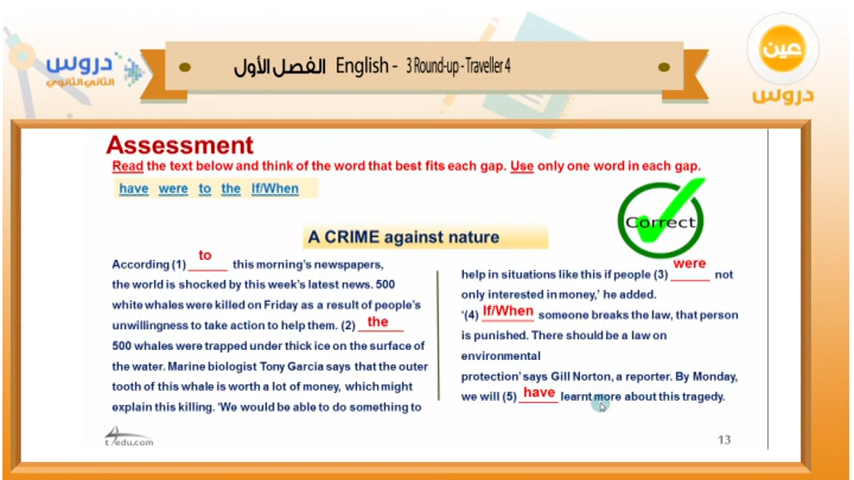 دروس
الثاني الثانوي
الفصل الأول English - 3 Round-up - Traveller 4
عين
دروس
Assessment
Read the text below and think of the word that best fits each gap. Use only one word in each gap.
have were to the If/When
Correct
A CRIME against nature
According (1) to this morning's newspapers,
the world is shocked by this week's latest news. 500
white whales were killed on Friday as a result of people's
unwillingness to take action to help them. (2) the
500 whales were trapped under thick ice on the surface of
the water. Marine biologist Tony Garcia says that the outer
tooth of this whale is worth a lot of money, which might
explain this killing. 'We would be able to do something to
help in situations like this if people (3) were not
only interested in money,' he added.
'(4) If/When someone breaks the law, that person
is punished. There should be a law on
environmental
protection' says Gill Norton, a reporter. By Monday,
we will (5) have learnt more about this tragedy.
13